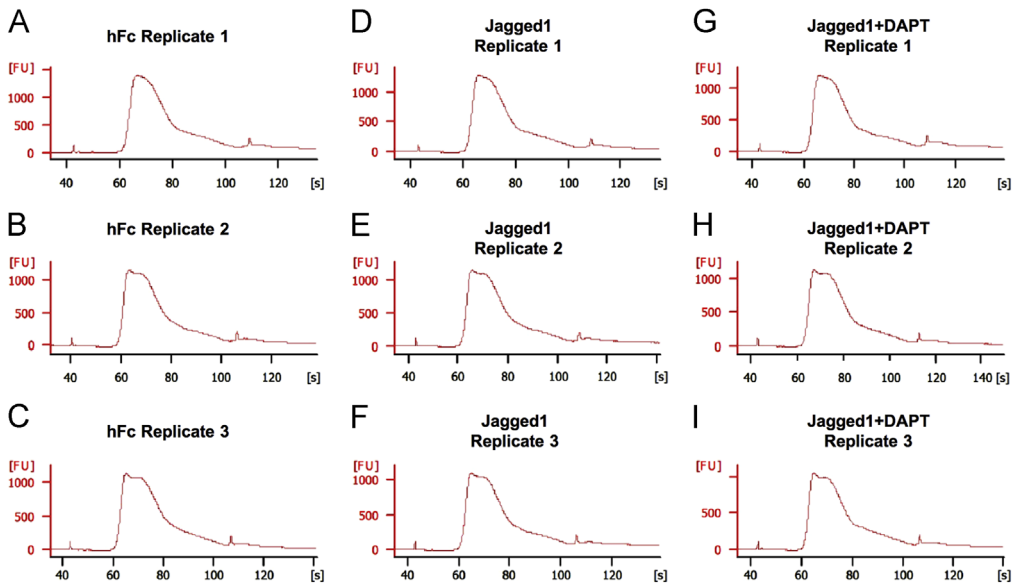 A
hFc Replicate 1
[FU]
1000
500
0
40 60 80 100 120 [s]
D
Jagged1
Replicate 1
[FU]
1000
500
0
40 60 80 100 120 [s]
G
Jagged1+DAPT
Replicate 1
[FU]
1000
500
0
40 60 80 100 120 [s]
B
hFc Replicate 2
[FU]
1000
500
0
40 60 80 100 120 [s]
E
Jagged1
Replicate 2
[FU]
1000
500
0
40 60 80 100 120 [s]
H
Jagged1+DAPT
Replicate 2
[FU]
1000
500
0
40 60 80 100 120 140 [s]
C
hFc Replicate 3
[FU]
1000
500
0
40 60 80 100 120 [s]
F
Jagged1
Replicate 3
[FU]
1000
500
0
40 60 80 100 120 [s]
I
Jagged1+DAPT
Replicate 3
[FU]
500
0
40 60 80 100 120 [s]